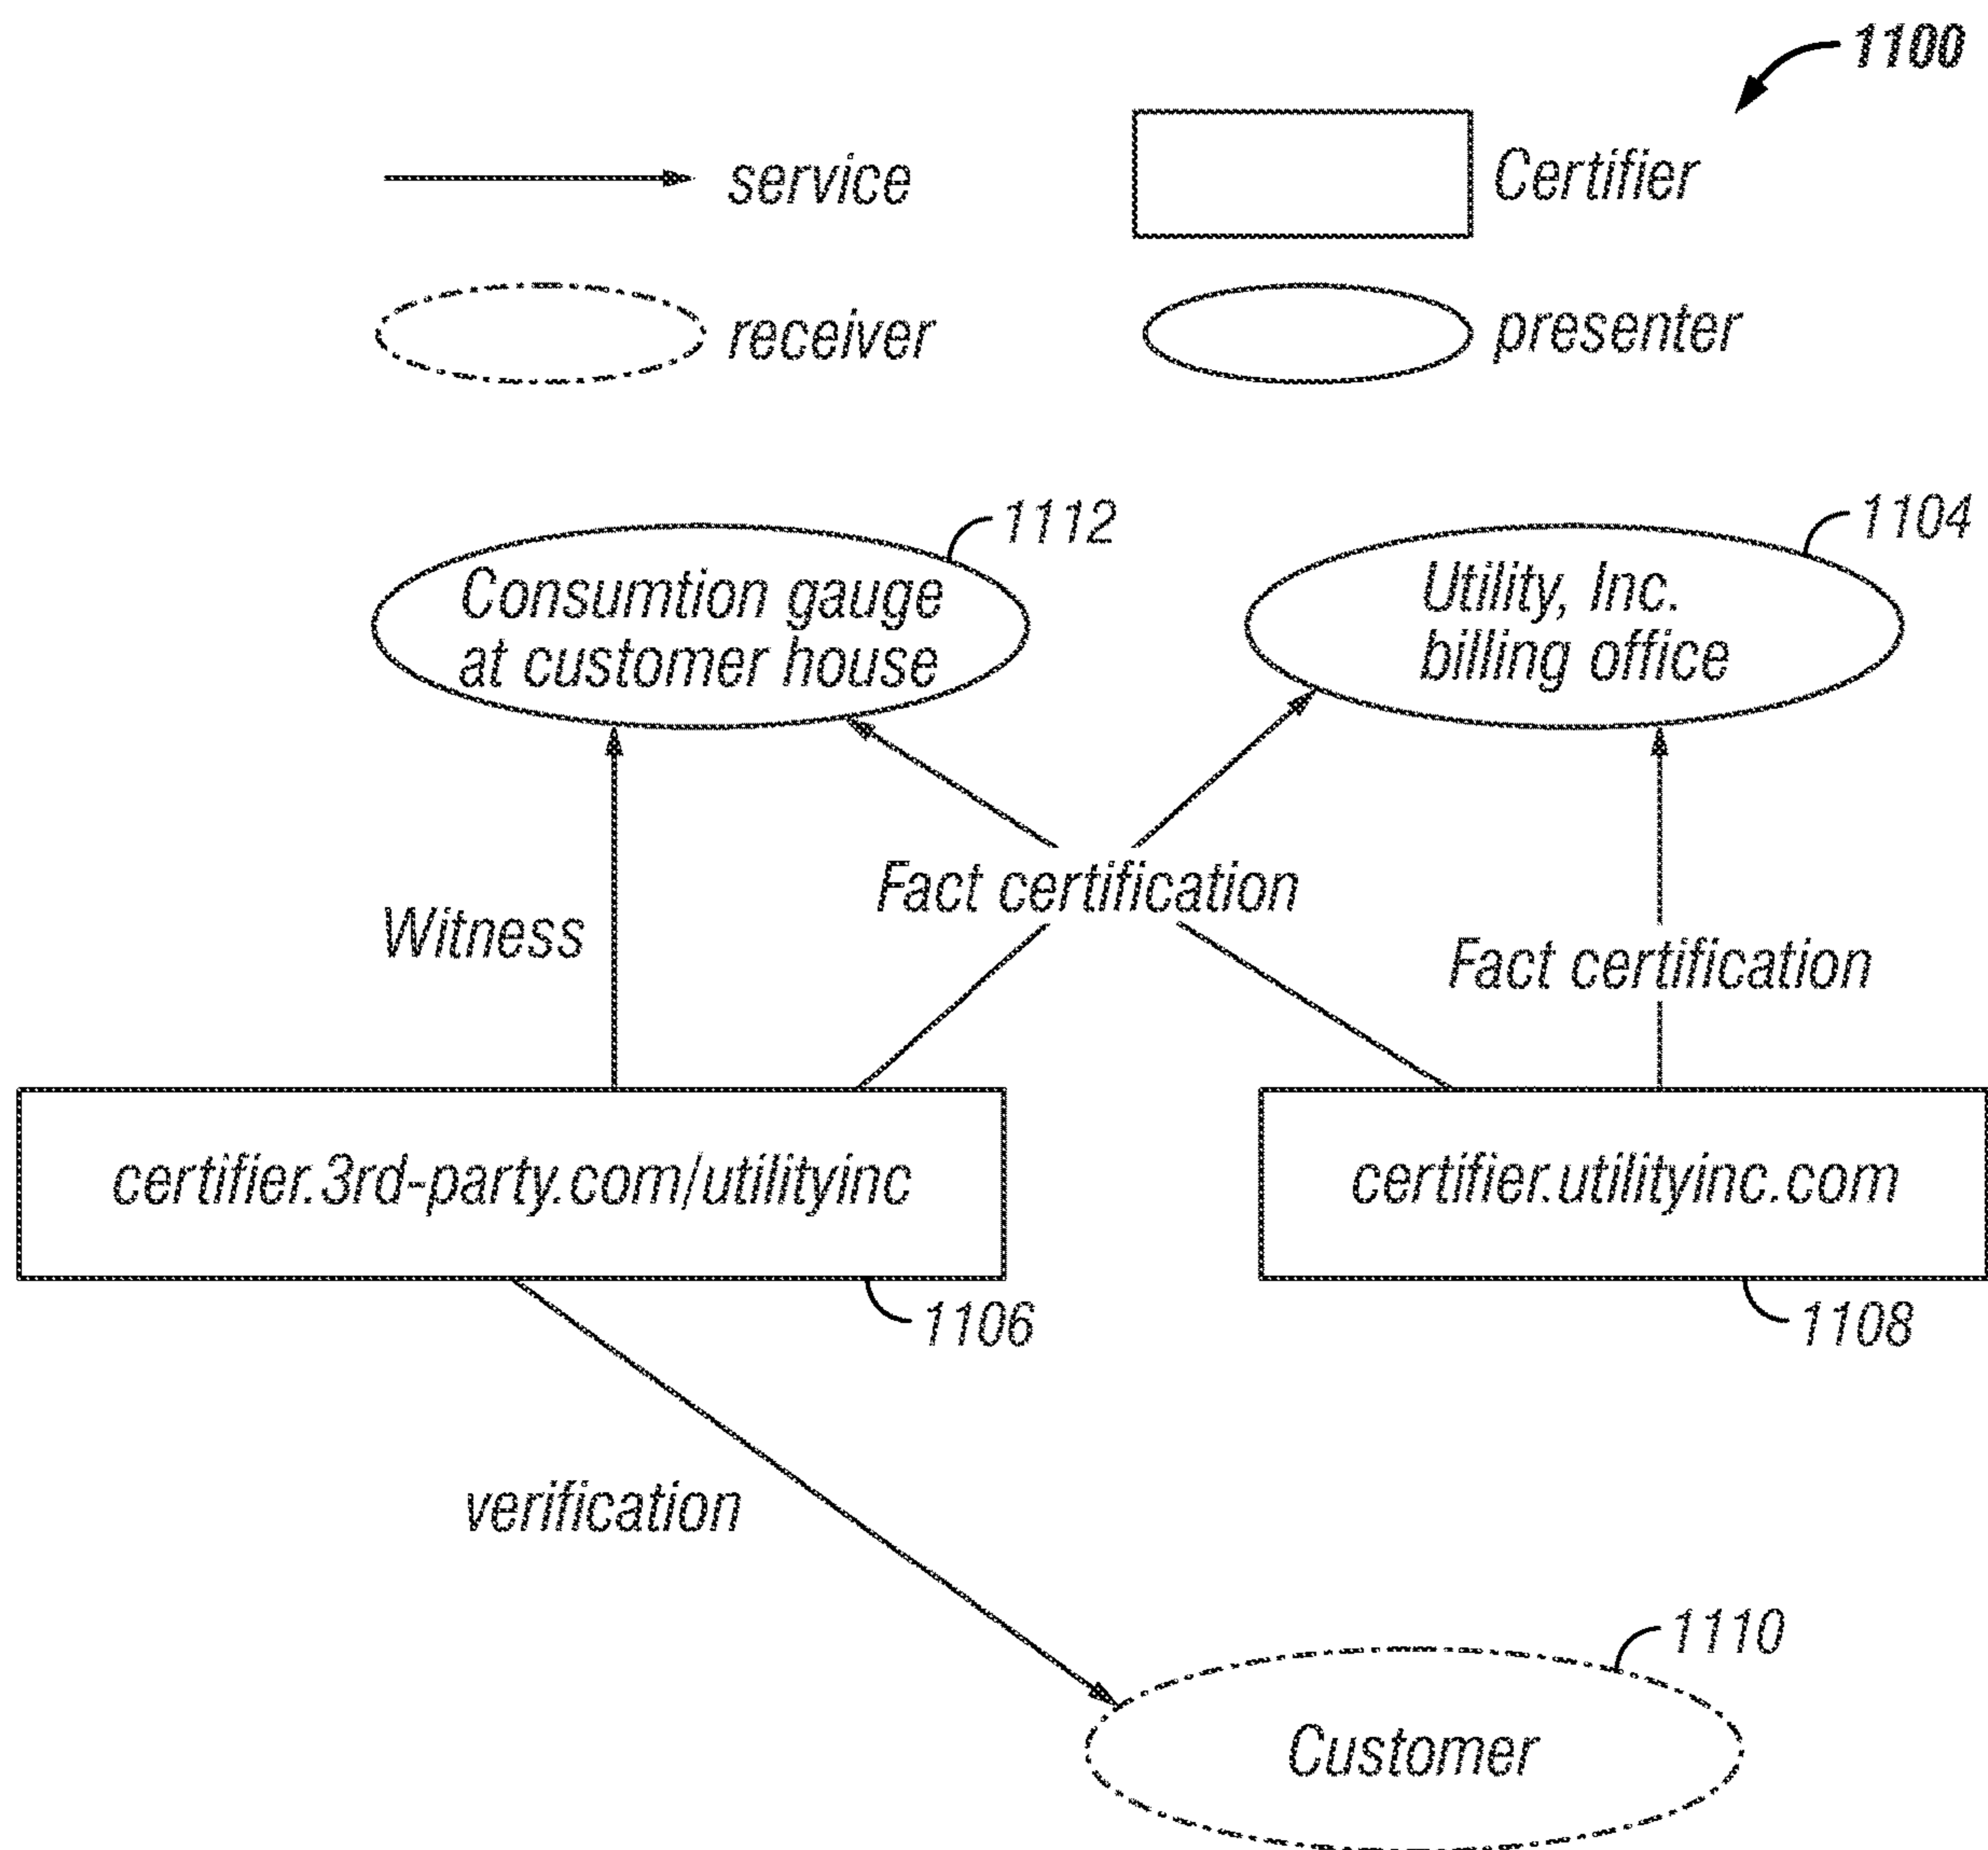 1100
service
Certifier
receiver
presenter
1112
1104
Consumtion gauge
at customer house
Utility, Inc.
billing office
Fact certification
Witness
Fact certification
certifier.3rd-party.com/utilityinc
certifier.utilityinc.com
1106
1108
verification
1110
Customer